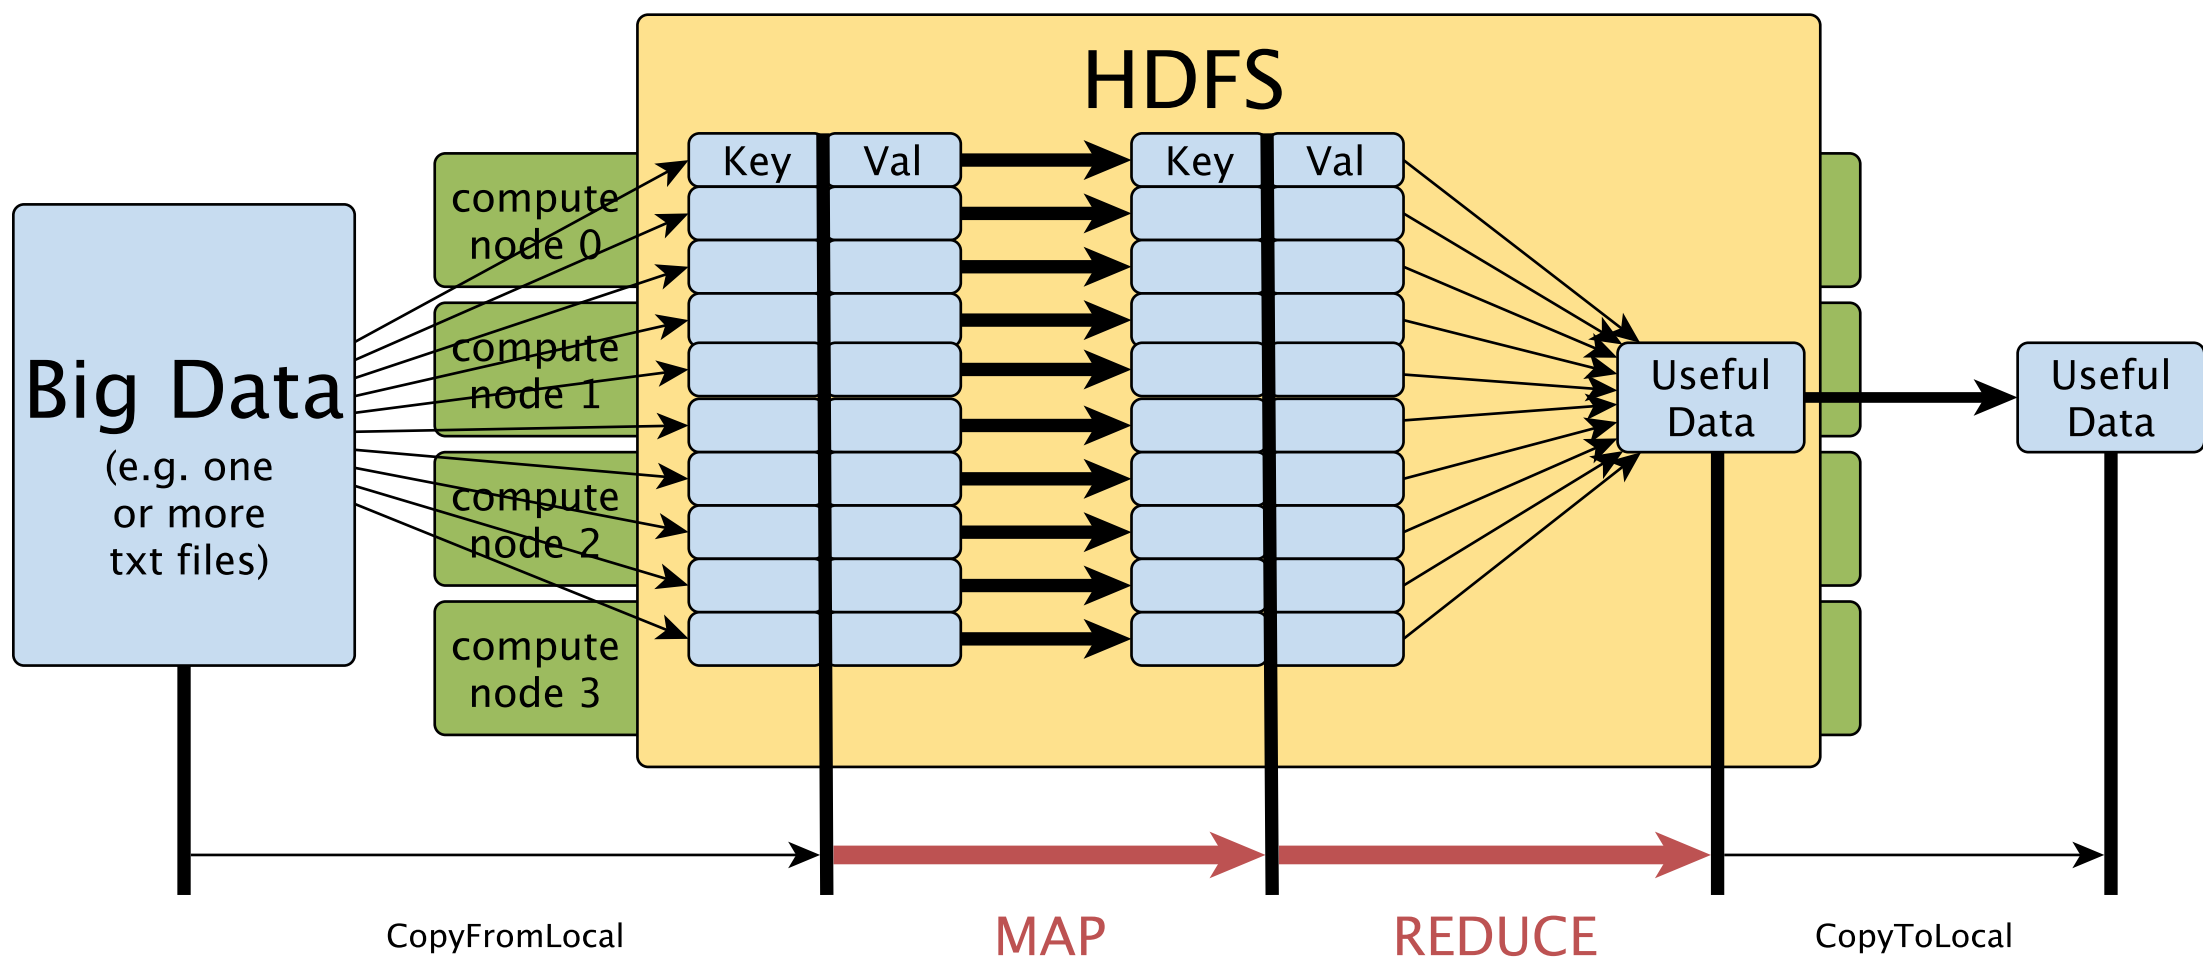 HDFS
Key Val
Key Val
compute
node 0
compute
node 1
compute
node 2
compute
node 3
Big Data
(e.g. one
or more
txt files)
Useful
Data
Useful
Data
CopyFromLocal
MAP
REDUCE
CopyToLocal